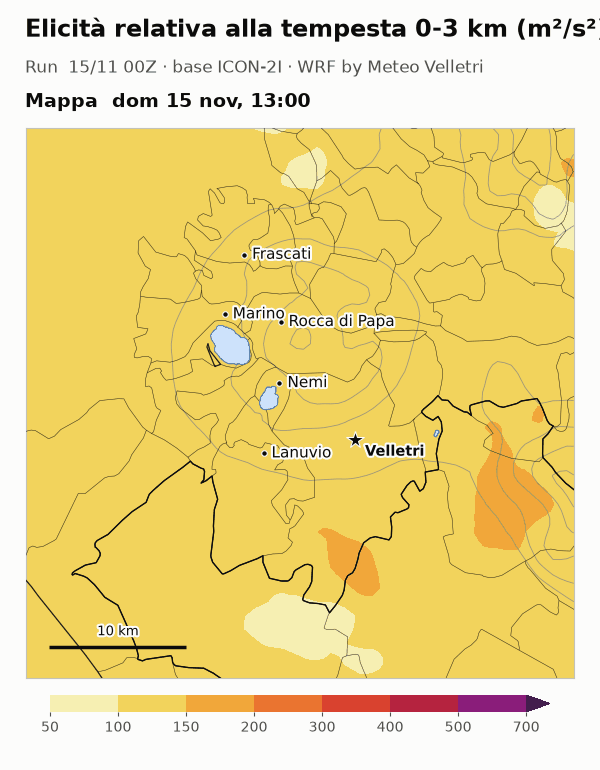 Elicità relativa alla tempesta 0-3 km (m²/s²)
Run  15/11 00Z · base ICON-2I · WRF by Meteo Velletri
Mappa  dom 15 nov, 13:00
Frascati
Marino
Rocca di Papa
Nemi
Velletri
Lanuvio
10 km
50 100 150 200 300 400 500 700